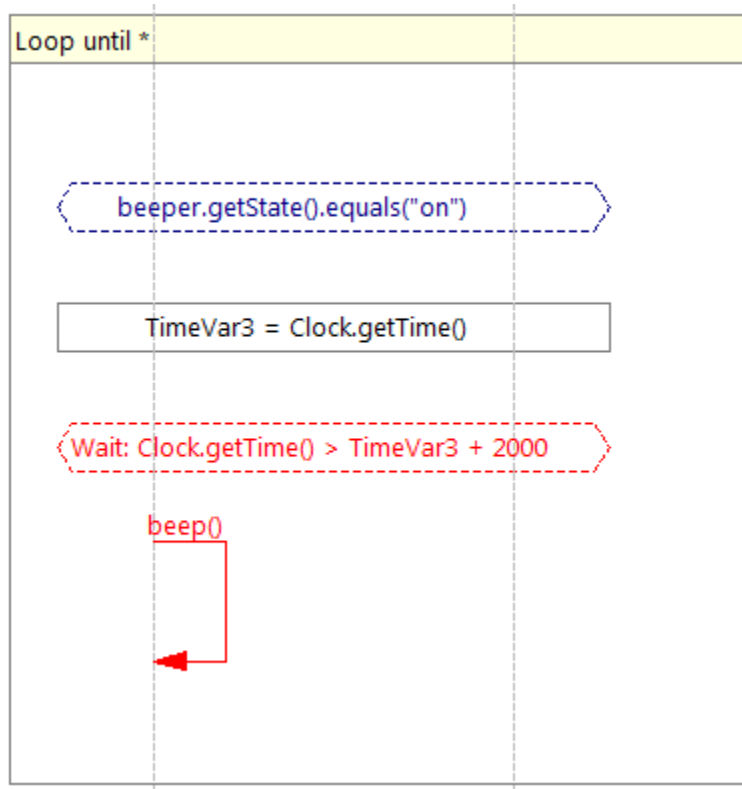 Loop until *
beeper.getState().equals("on")
TimeVar3 = Clock.getTime()
Wait: Clock.getTime() > TimeVar3 + 2000
beep()